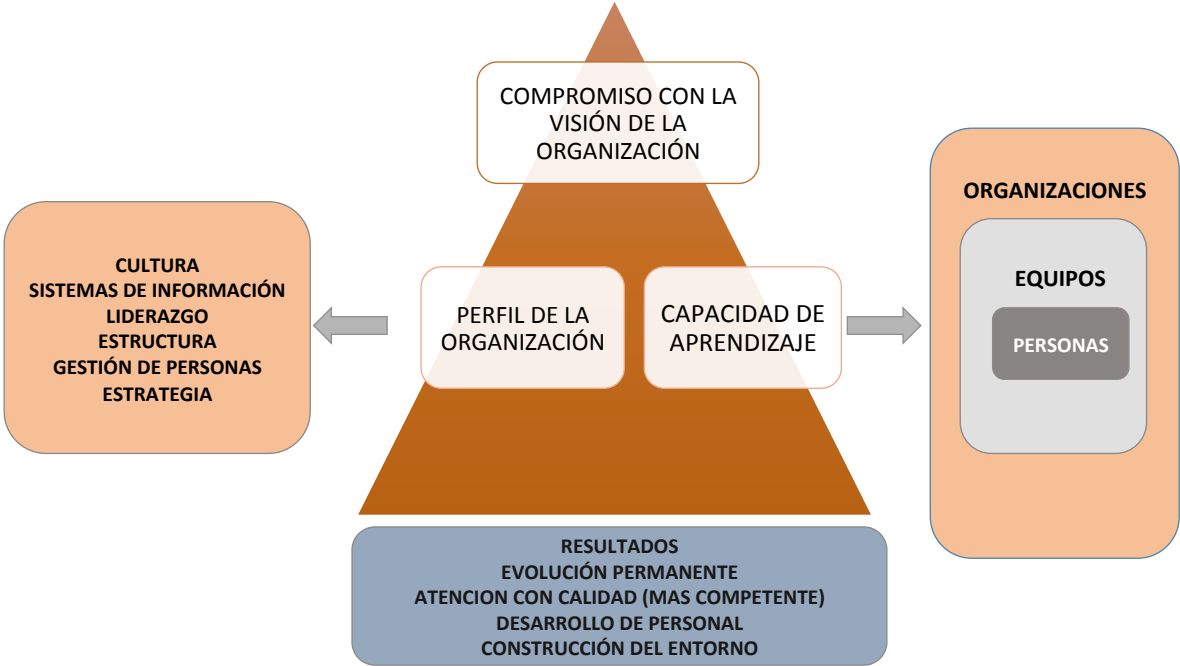 COMPROMISO CON LA
VISIÓN DE LA
ORGANIZACIÓN
CULTURA
SISTEMAS DE INFORMACIÓN
LIDERAZGO
ESTRUCTURA
GESTIÓN DE PERSONAS
ESTRATEGIA
PERFIL DE LA
ORGANIZACIÓN
CAPACIDAD DE
APRENDIZAJE
ORGANIZACIONES
EQUIPOS
PERSONAS
RESULTADOS
EVOLUCIÓN PERMANENTE
ATENCION CON CALIDAD (MAS COMPETENTE)
DESARROLLO DE PERSONAL
CONSTRUCCIÓN DEL ENTORNO